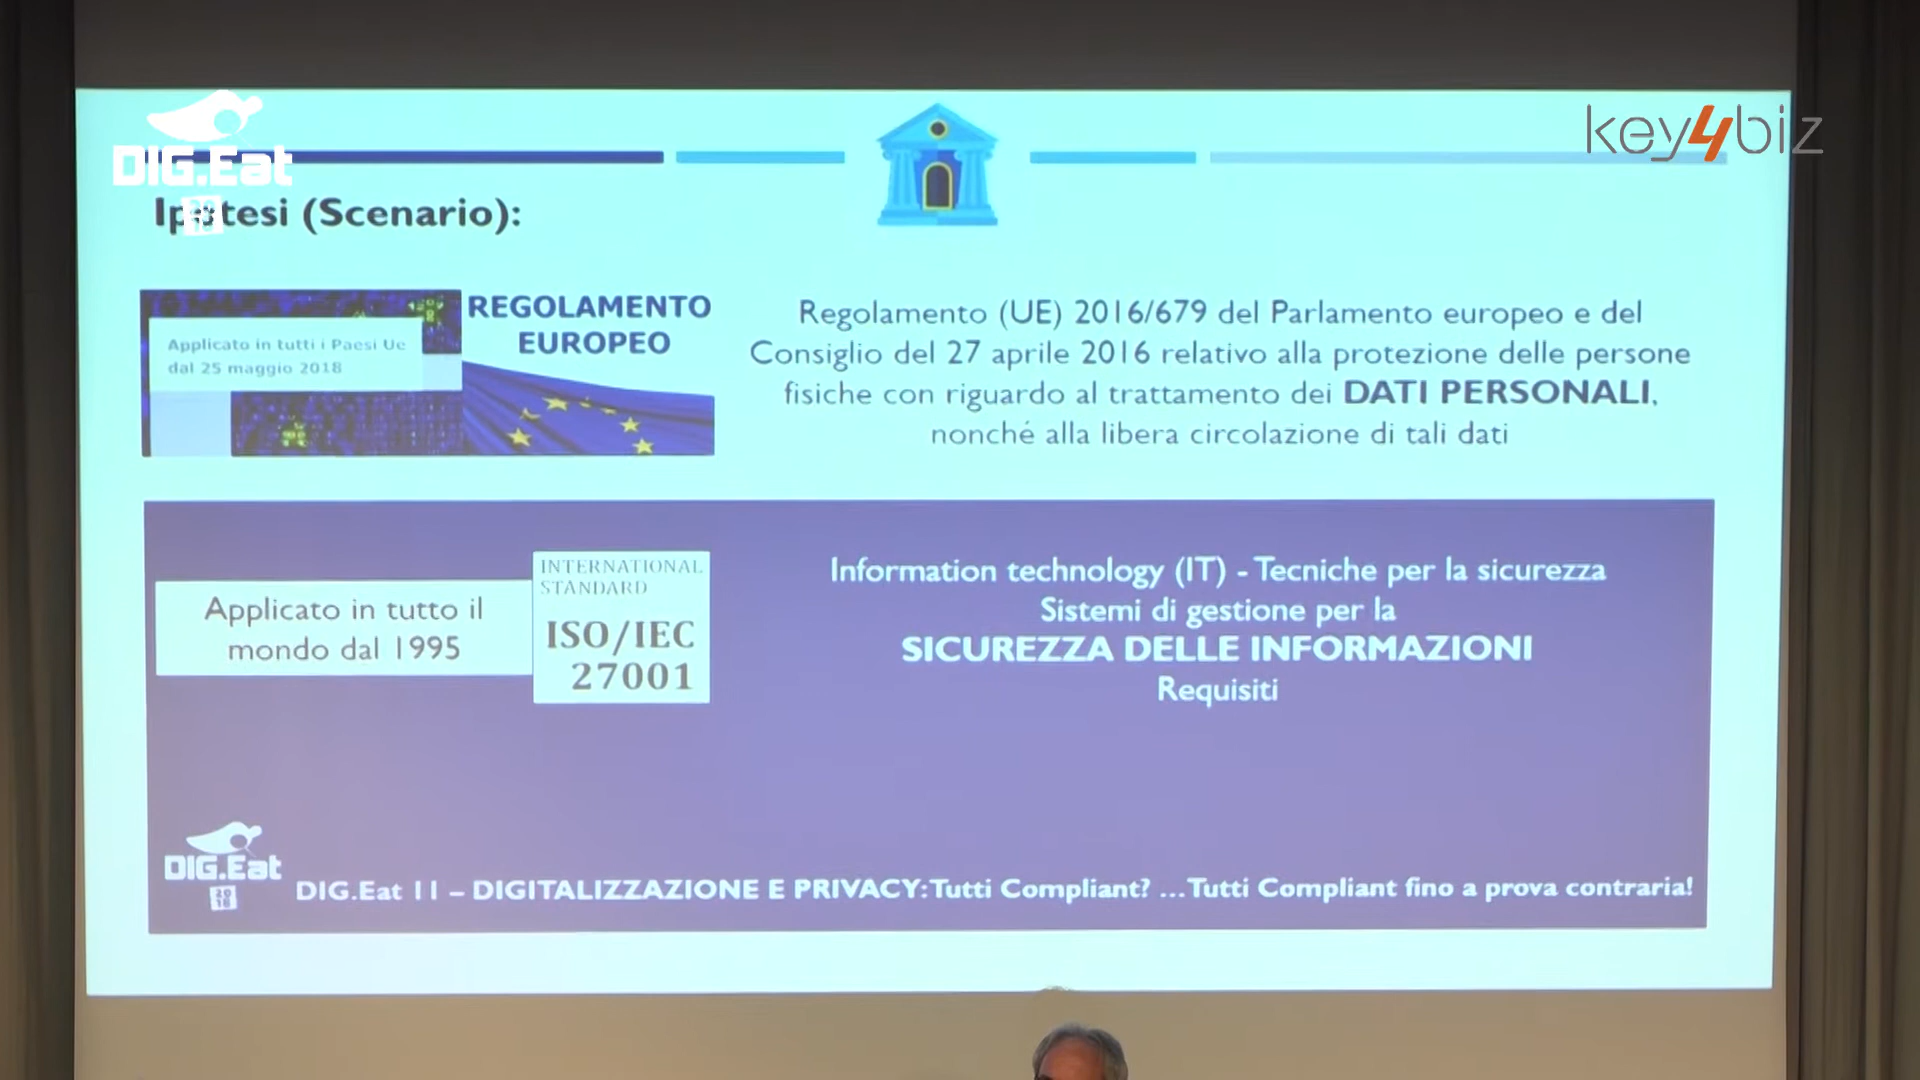 DIG.Eat
key4biz
Ipotesi (Scenario):
REGOLAMENTO
EUROPEO
Applicato in tutti i Paesi Ue
dal 25 maggio 2018
Regolamento (UE) 2016/679 del Parlamento europeo e del
Consiglio del 27 aprile 2016 relativo alla protezione delle persone
fisiche con riguardo al trattamento dei DATI PERSONALI,
nonché alla libera circolazione di tali dati
Applicato in tutto il
mondo dal 1995
INTERNATIONAL
STANDARD
ISO/IEC
27001
Information technology (IT) - Tecniche per la sicurezza
Sistemi di gestione per la
SICUREZZA DELLE INFORMAZIONI
Requisiti
DIG.Eat
20
18
DIG.Eat 11 – DIGITALIZZAZIONE E PRIVACY: Tutti Compliant? ...Tutti Compliant fino a prova contraria!